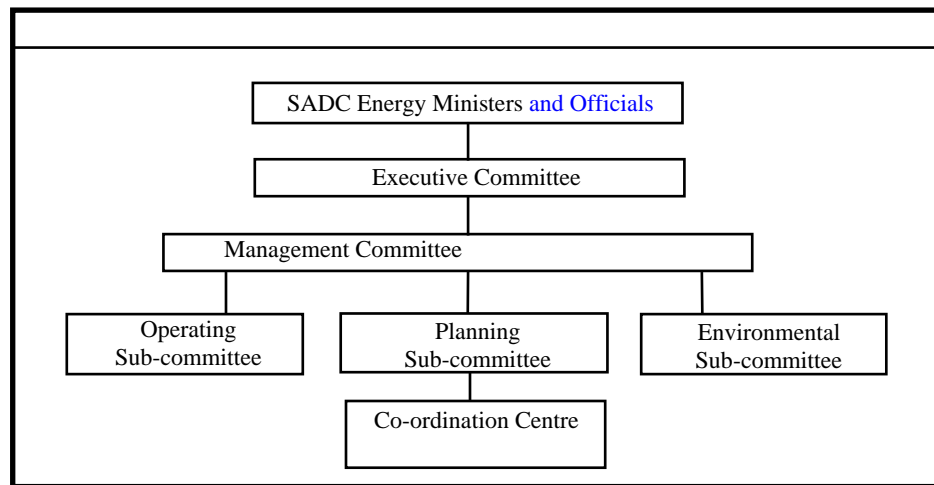 SADC Energy Ministers and Officials
Executive Committee
Management Committee
Operating
Sub-committee
Planning
Sub-committee
Environmental
Sub-committee
Co-ordination Centre